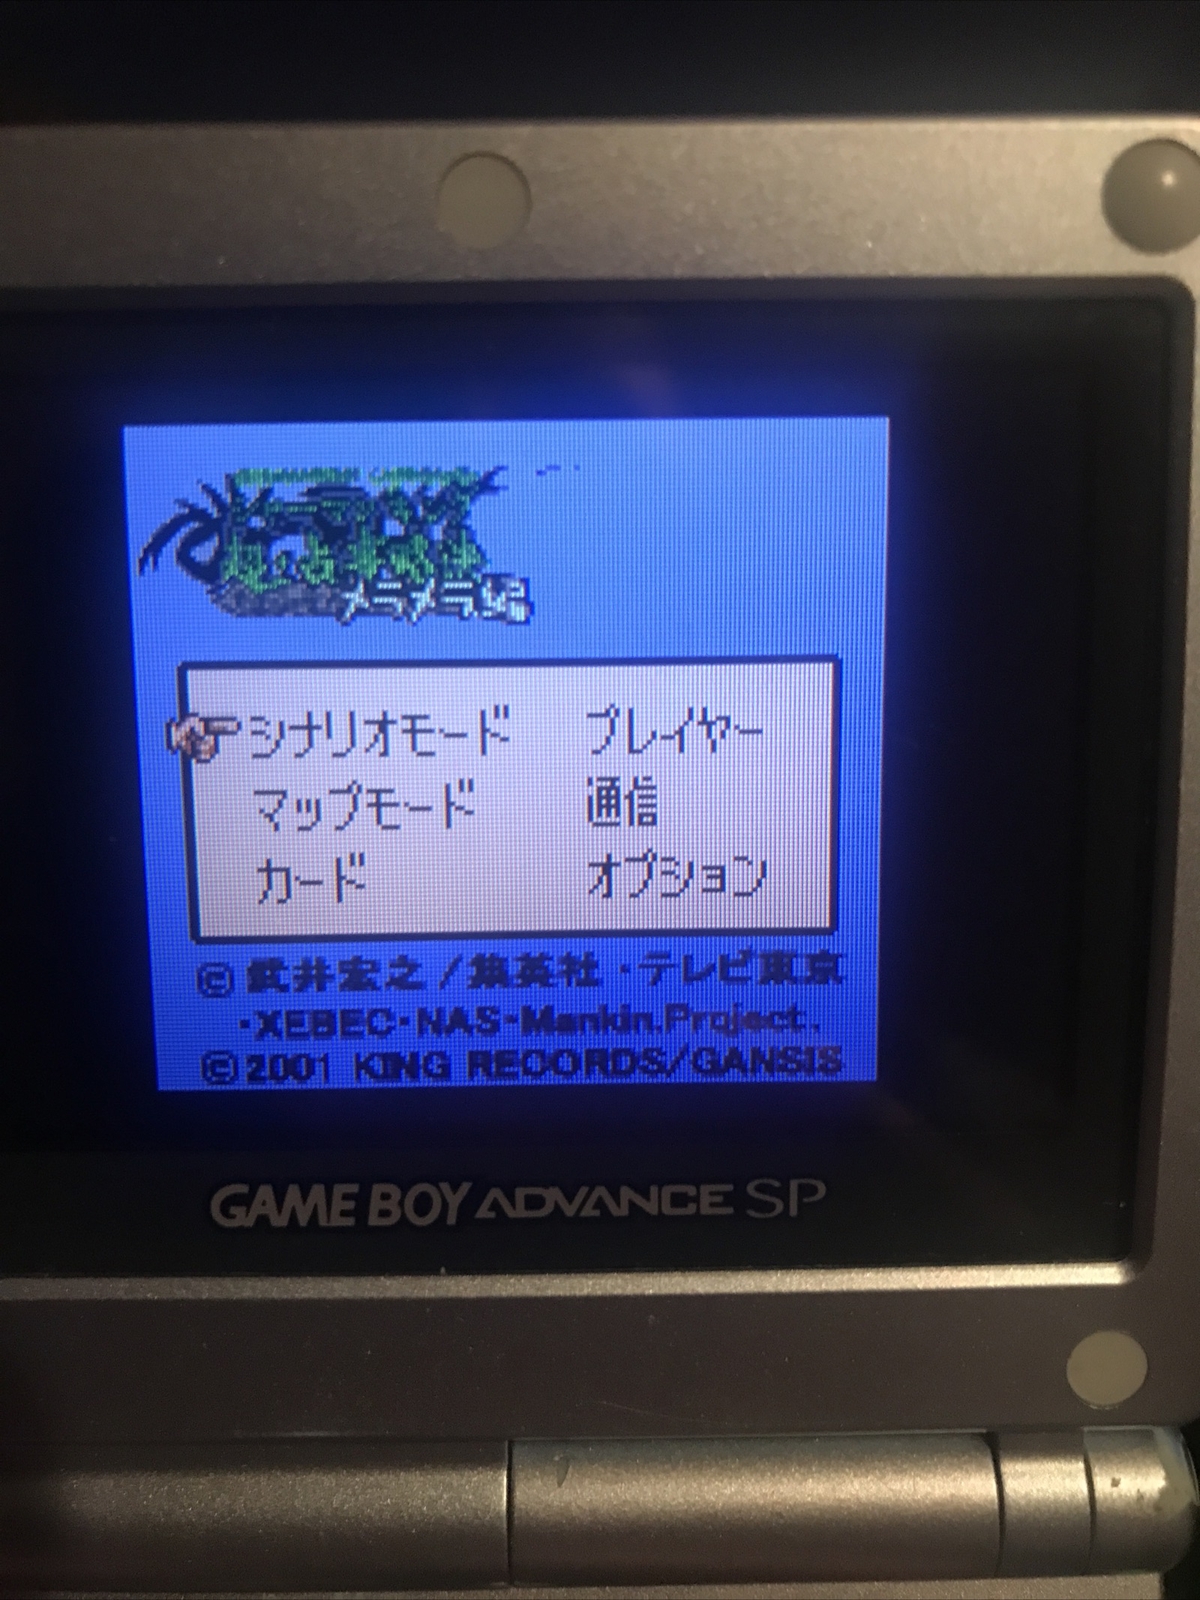 メラメラ編
シナリオモード プレイヤー
マップモード 通信
カード オプション
© 武井宏之/集英社・テレビ東京
・XEBEC・NAS・Mankin.Project.
©2001 KING RECORDS/GANSIS
GAME BOY ADVANCE SP